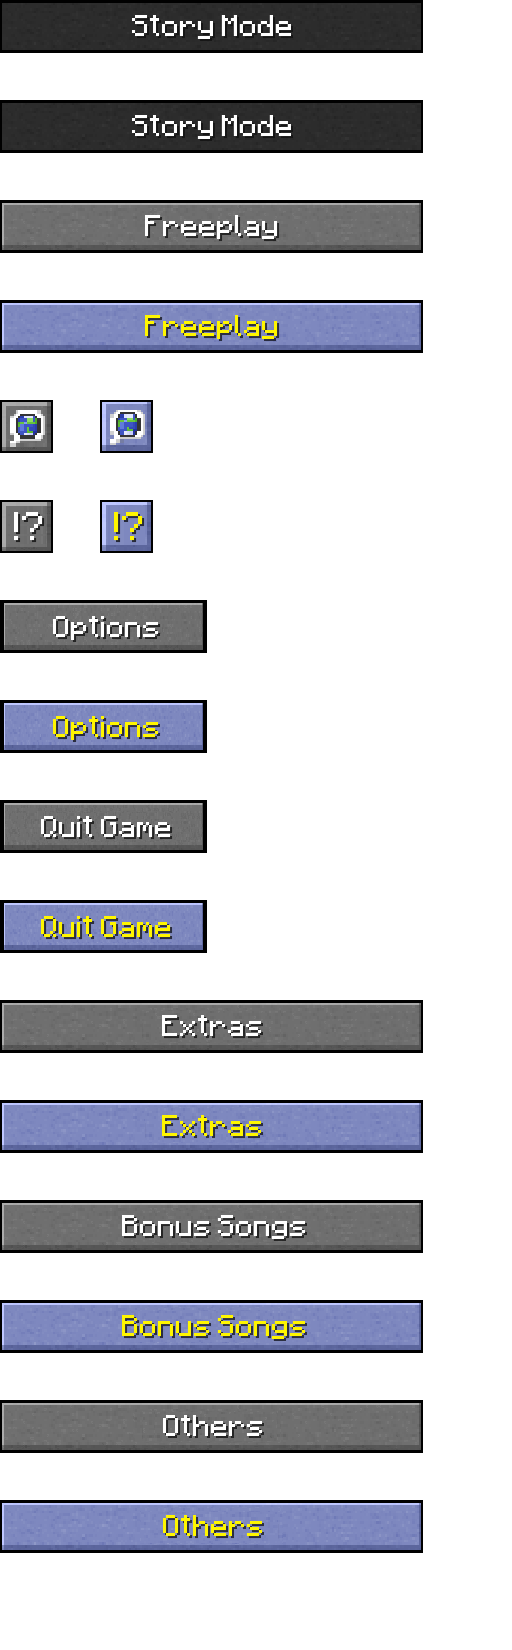 Story Mode
Story Mode
Freeplay
Freeplay
!? !?
Options
Options
Quit Game
Quit Game
Extras
Extras
Bonus Songs
Bonus Songs
Others
Others